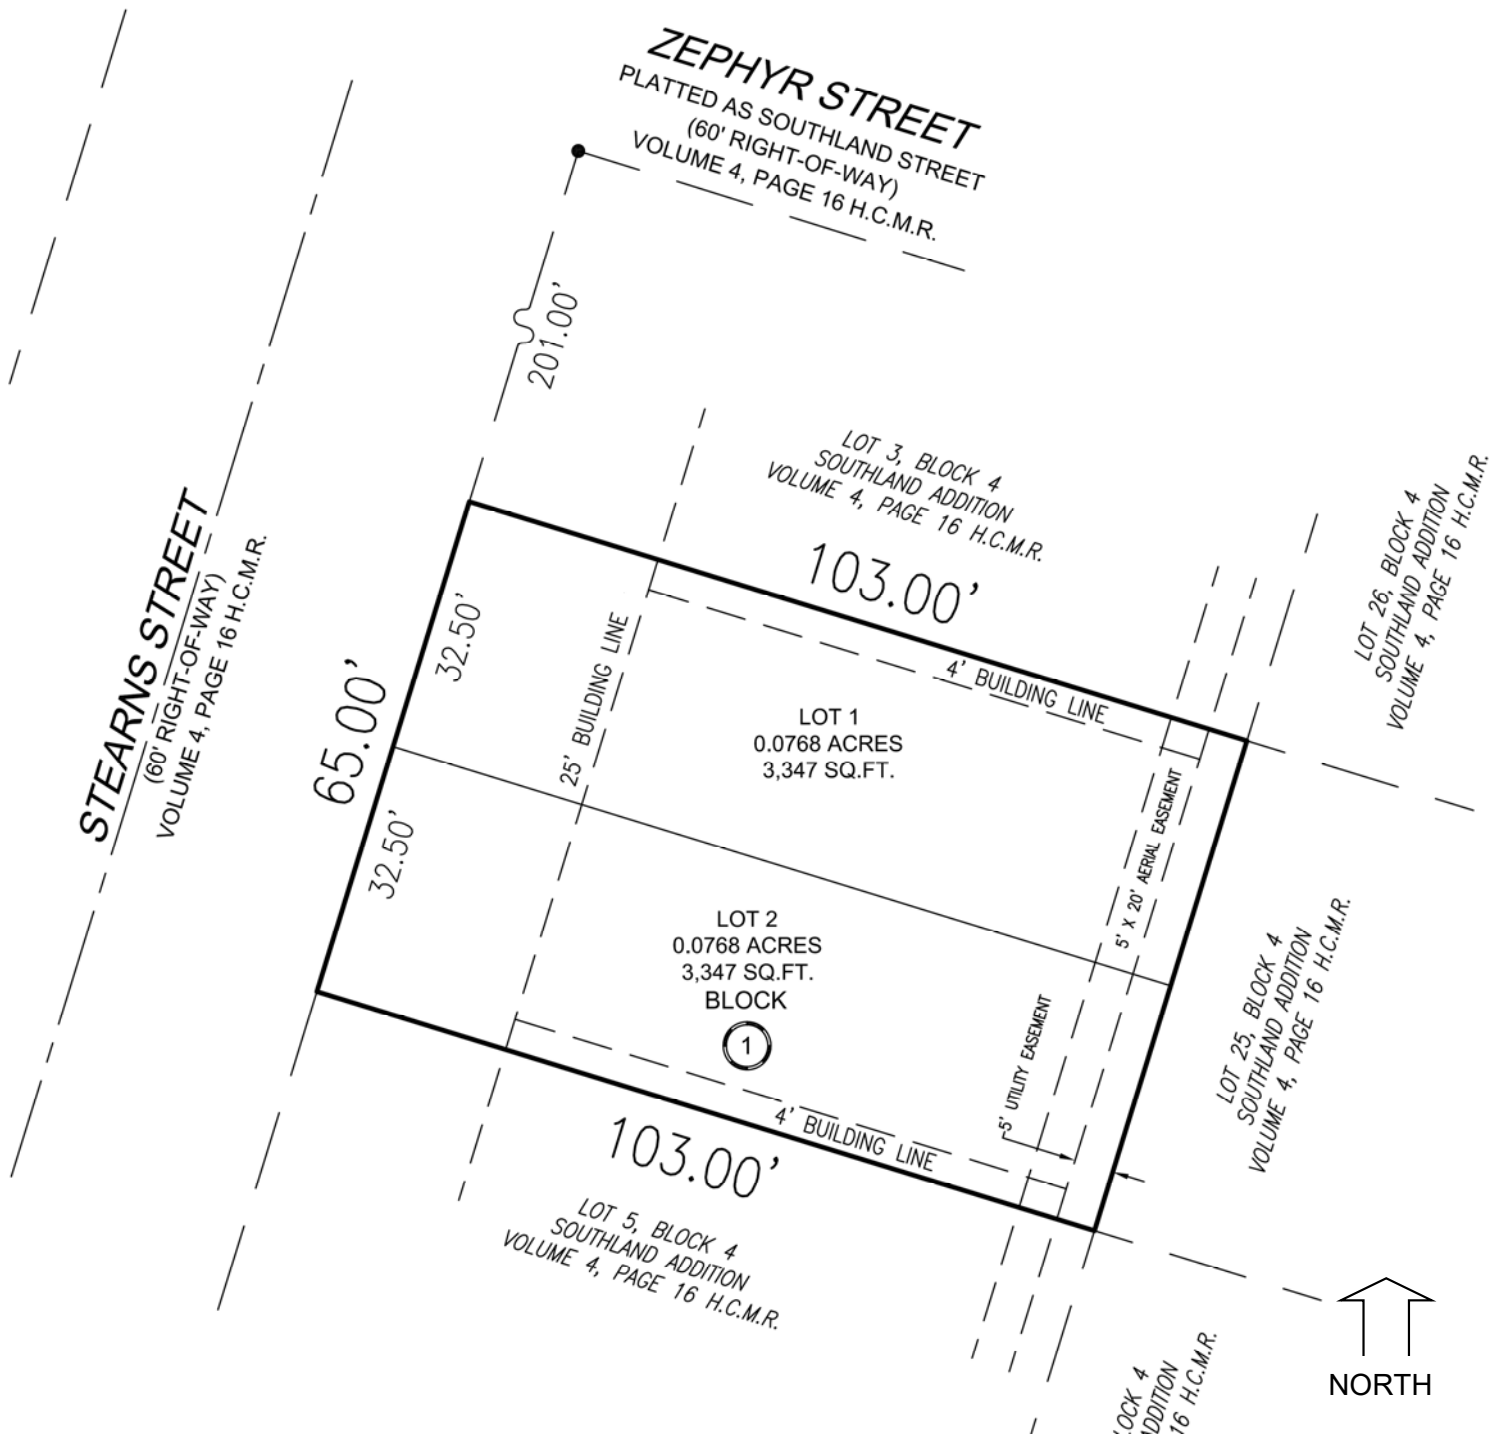 ZEPHYR STREET
PLATTED AS SOUTHLAND STREET
(60' RIGHT-OF-WAY)
VOLUME 4, PAGE 16 H.C.M.R.
201.00'
LOT 3, BLOCK 4
SOUTHLAND ADDITION
VOLUME 4, PAGE 16 H.C.M.R.
LOT 26, BLOCK 4
SOUTHLAND ADDITION
VOLUME 4, PAGE 16 H.C.M.R.
STEARNS STREET
(60' RIGHT-OF-WAY)
VOLUME 4, PAGE 16 H.C.M.R.
103.00'
32.50'
65.00'
32.50'
25' BUILDING LINE
4' BUILDING LINE
LOT 1
0.0768 ACRES
3,347 SQ.FT.
5' X 20' AERIAL EASEMENT
LOT 2
0.0768 ACRES
3,347 SQ.FT.
BLOCK
1
5' UTILITY EASEMENT
4' BUILDING LINE
103.00'
LOT 25, BLOCK 4
SOUTHLAND ADDITION
VOLUME 4, PAGE 16 H.C.M.R.
LOT 5, BLOCK 4
SOUTHLAND ADDITION
VOLUME 4, PAGE 16 H.C.M.R.
LOCK 4
ADDITION
16 H.C.M.R.
NORTH